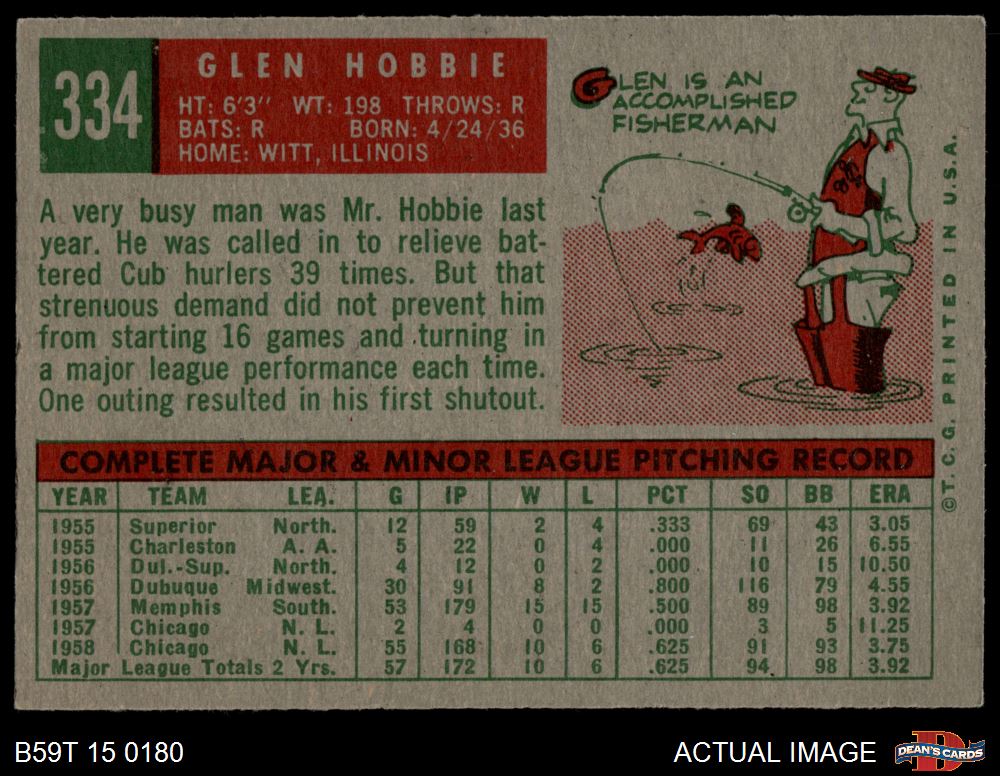 334
GLEN HOBBIE
HT: 6'3" WT: 198 THROWS: R
BATS: R BORN: 4/24/36
HOME: WITT, ILLINOIS
A very busy man was Mr. Hobbie last
year. He was called in to relieve bat-
tered Cub hurlers 39 times. But that
strenuous demand did not prevent him
from starting 16 games and turning in
a major league performance each time.
One outing resulted in his first shutout.
GLEN IS AN
ACCOMPLISHED
FISHERMAN
©T.C.G. PRINTED IN U.S.A.
COMPLETE MAJOR & MINOR LEAGUE PITCHING RECORD
YEAR TEAM LEA. G IP W L PCT SO BB ERA
1955 Superior North. 12 59 2 4 .333 69 43 3.05
1955 Charleston A. A. 5 22 0 4 .000 11 26 6.55
1956 Dul.-Sup. North. 4 12 0 2 .000 10 15 10.50
1956 Dubuque Midwest. 30 91 8 2 .800 116 79 4.55
1957 Memphis South. 53 179 15 15 .500 89 98 3.92
1957 Chicago N. L. 2 4 0 0 .000 3 5 11.25
1958 Chicago N. L. 55 168 10 6 .625 91 93 3.75
Major League Totals 2 Yrs. 57 172 10 6 .625 94 98 3.92
B59T 15 0180
ACTUAL IMAGE
DEAN'S CARDS